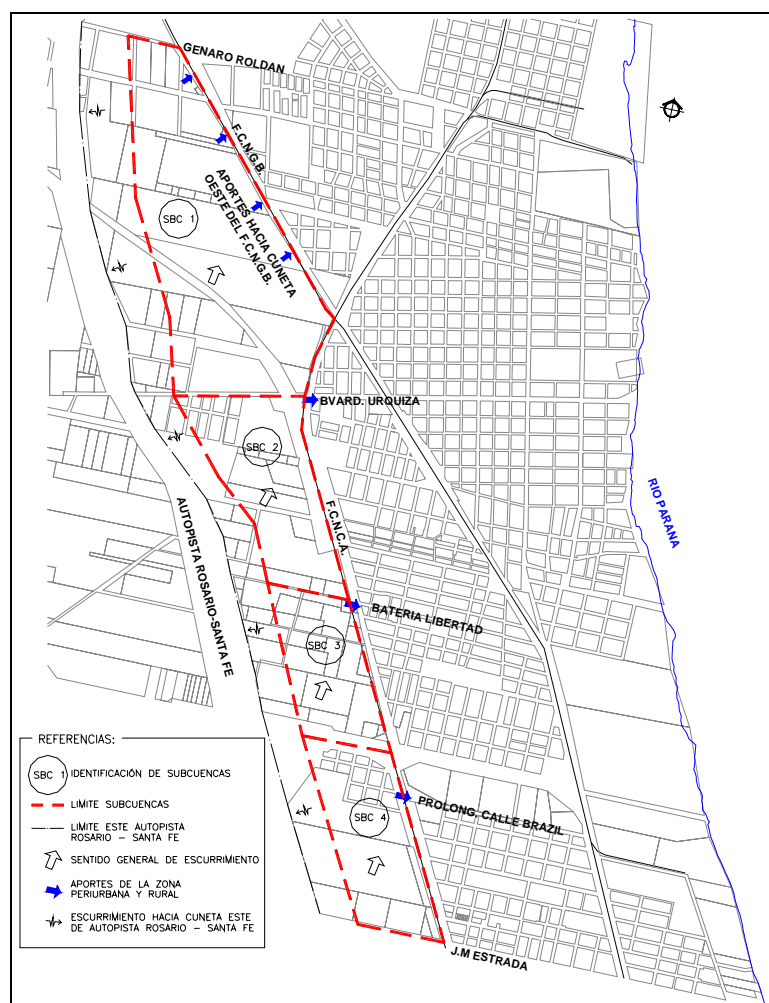 GENARO ROLDAN
F.C.N.G.B.
APORTES HACIA CUNETA
OESTE DEL F.C.N.G.B.
SBC 1
BVARD. URQUIZA
SBC 2
F.C.N.C.A.
RIO PARANA
AUTOPISTA ROSARIO-SANTA FE
BATERIA LIBERTAD
SBC 3
PROLONG. CALLE BRAZIL
SBC 4
J.M ESTRADA
REFERENCIAS:
SBC 1 IDENTIFICACIÓN DE SUBCUENCAS
LIMITE SUBCUENCAS
LIMITE ESTE AUTOPISTA
ROSARIO - SANTA FE
SENTIDO GENERAL DE ESCURRIMIENTO
APORTES DE LA ZONA
PERIURBANA Y RURAL
ESCURRIMIENTO HACIA CUNETA ESTE
DE AUTOPISTA ROSARIO - SANTA FE